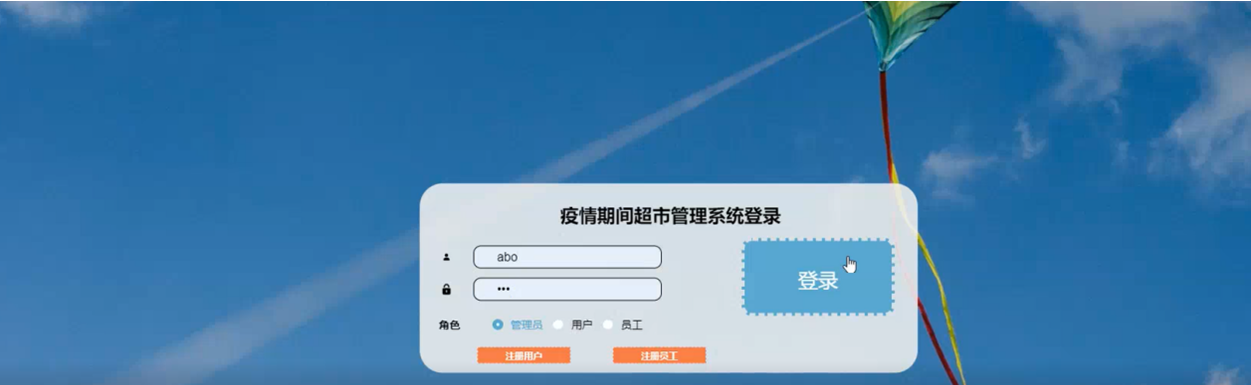 疫情期间超市管理系统登录
abo
•••
登录
角色 管理员 用户 员工
注册用户 注册员工